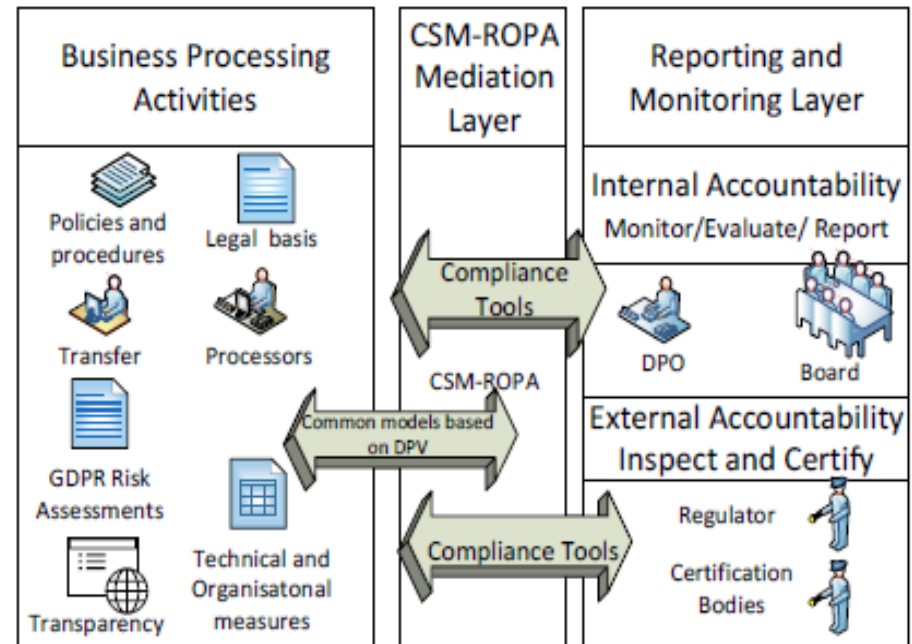 Business Processing
Activities
Policies and
procedures
Legal basis
Transfer
Processors
GDPR Risk
Assessments
Technical and
Organisatonal
measures
Transparency
CSM-ROPA
Mediation
Layer
Compliance
Tools
CSM-ROPA
Common models based
on DPV
Compliance Tools
Reporting and
Monitoring Layer
Internal Accountability
Monitor/Evaluate/ Report
DPO
Board
External Accountability
Inspect and Certify
Regulator
Certification
Bodies